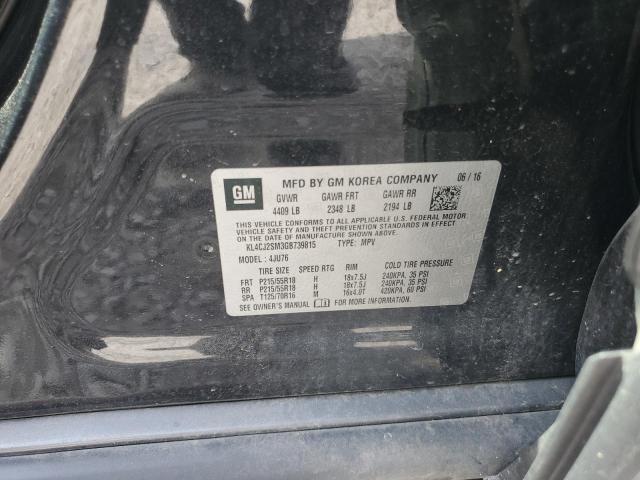 GM MFD BY GM KOREA COMPANY 06/16
GVWR GAWR FRT GAWR RR
4409 LB 2348 LB 2194 LB
THIS VEHICLE CONFORMS TO ALL APPLICABLE U.S. FEDERAL MOTOR
VEHICLE SAFETY, BUMPER, AND THEFT PREVENTION STANDARDS IN
EFFECT ON THE DATE OF MANUFACTURE SHOWN ABOVE.
KL4CJ2SM3GB739815 TYPE: MPV
MODEL: 4JU76
TIRE SIZE SPEED RTG RIM COLD TIRE PRESSURE
FRT P215/55R18 H 18x7.5J 240KPA, 35 PSI
RR P215/55R18 H 18x7.5J 240KPA, 35 PSI
SPA T125/70R16 M 16x4.0T 420KPA, 60 PSI
SEE OWNER'S MANUAL FOR MORE INFORMATION.